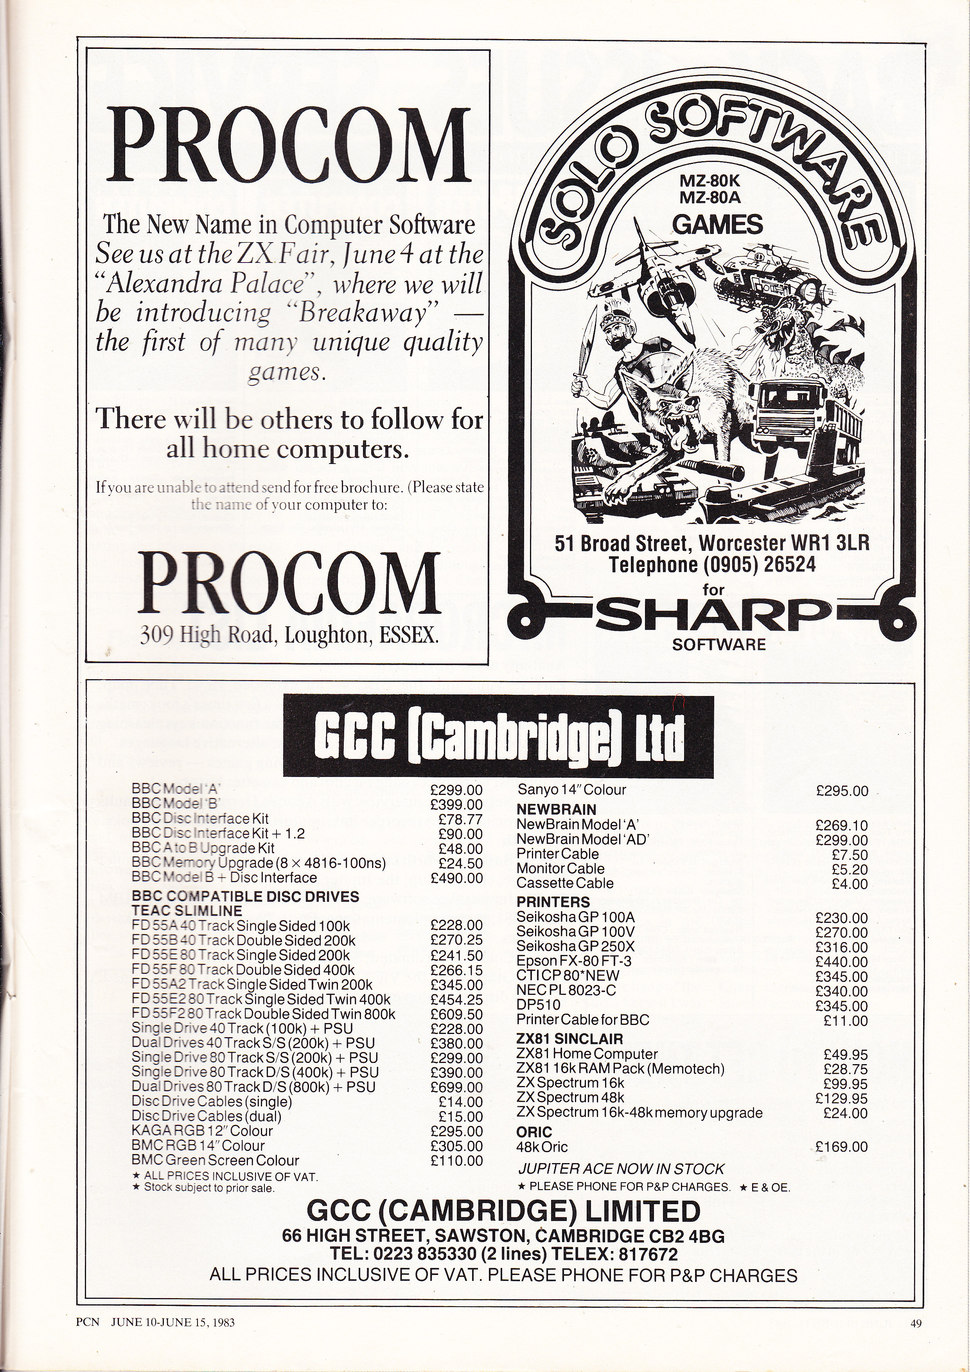 PROCOM
The New Name in Computer Software
See us at the ZX Fair, June 4 at the
“Alexandra Palace”, where we will
be introducing “Breakaway” —
the first of many unique quality
games.
There will be others to follow for
all home computers.
If you are unable to attend send for free brochure. (Please state
the name of your computer to:
PROCOM
309 High Road, Loughton, ESSEX.
SOLO SOFTWARE
MZ-80K
MZ-80A
GAMES
POLICE
51 Broad Street, Worcester WR1 3LR
Telephone (0905) 26524
for
SHARP
SOFTWARE
GCC (Cambridge) Ltd
BBC Model ‘A’ £299.00
BBC Model ‘B’ £399.00
BBC Disc Interface Kit £78.77
BBC Disc Interface Kit + 1.2 £90.00
BBC A to B Upgrade Kit £48.00
BBC Memory Upgrade (8 × 4816-100ns) £24.50
BBC Model B + Disc Interface £490.00
BBC COMPATIBLE DISC DRIVES
TEAC SLIMLINE
FD 55A 40 Track Single Sided 100k £228.00
FD 55B 40 Track Double Sided 200k £270.25
FD 55E 80 Track Single Sided 200k £241.50
FD 55F 80 Track Double Sided 400k £266.15
FD 55A2 Track Single Sided Twin 200k £345.00
FD 55E2 80 Track Single Sided Twin 400k £454.25
FD 55F2 80 Track Double Sided Twin 800k £609.50
Single Drive 40 Track (100k) + PSU £228.00
Dual Drives 40 Track S/S (200k) + PSU £380.00
Single Drive 80 Track S/S (200k) + PSU £299.00
Single Drive 80 Track D/S (400k) + PSU £390.00
Dual Drives 80 Track D/S (800k) + PSU £699.00
Disc Drive Cables (single) £14.00
Disc Drive Cables (dual) £15.00
KAGA RGB 12″ Colour £295.00
BMC RGB 14″ Colour £305.00
BMC Green Screen Colour £110.00
★ ALL PRICES INCLUSIVE OF VAT.
★ Stock subject to prior sale.
Sanyo 14″ Colour £295.00
NEWBRAIN
NewBrain Model ‘A’ £269.10
NewBrain Model ‘AD’ £299.00
Printer Cable £7.50
Monitor Cable £5.20
Cassette Cable £4.00
PRINTERS
Seikosha GP 100A £230.00
Seikosha GP 100V £270.00
Seikosha GP 250X £316.00
Epson FX-80 FT-3 £440.00
CTI CP 80*NEW £345.00
NEC PL 8023-C £340.00
DP510 £345.00
Printer Cable for BBC £11.00
ZX81 SINCLAIR
ZX81 Home Computer £49.95
ZX81 16k RAM Pack (Memotech) £28.75
ZX Spectrum 16k £99.95
ZX Spectrum 48k £129.95
ZX Spectrum 16k-48k memory upgrade £24.00
ORIC
48k Oric £169.00
JUPITER ACE NOW IN STOCK
★ PLEASE PHONE FOR P&P CHARGES. ★ E & OE.
GCC (CAMBRIDGE) LIMITED
66 HIGH STREET, SAWSTON, CAMBRIDGE CB2 4BG
TEL: 0223 835330 (2 lines) TELEX: 817672
ALL PRICES INCLUSIVE OF VAT. PLEASE PHONE FOR P&P CHARGES
PCN JUNE 10-JUNE 15, 1983
49